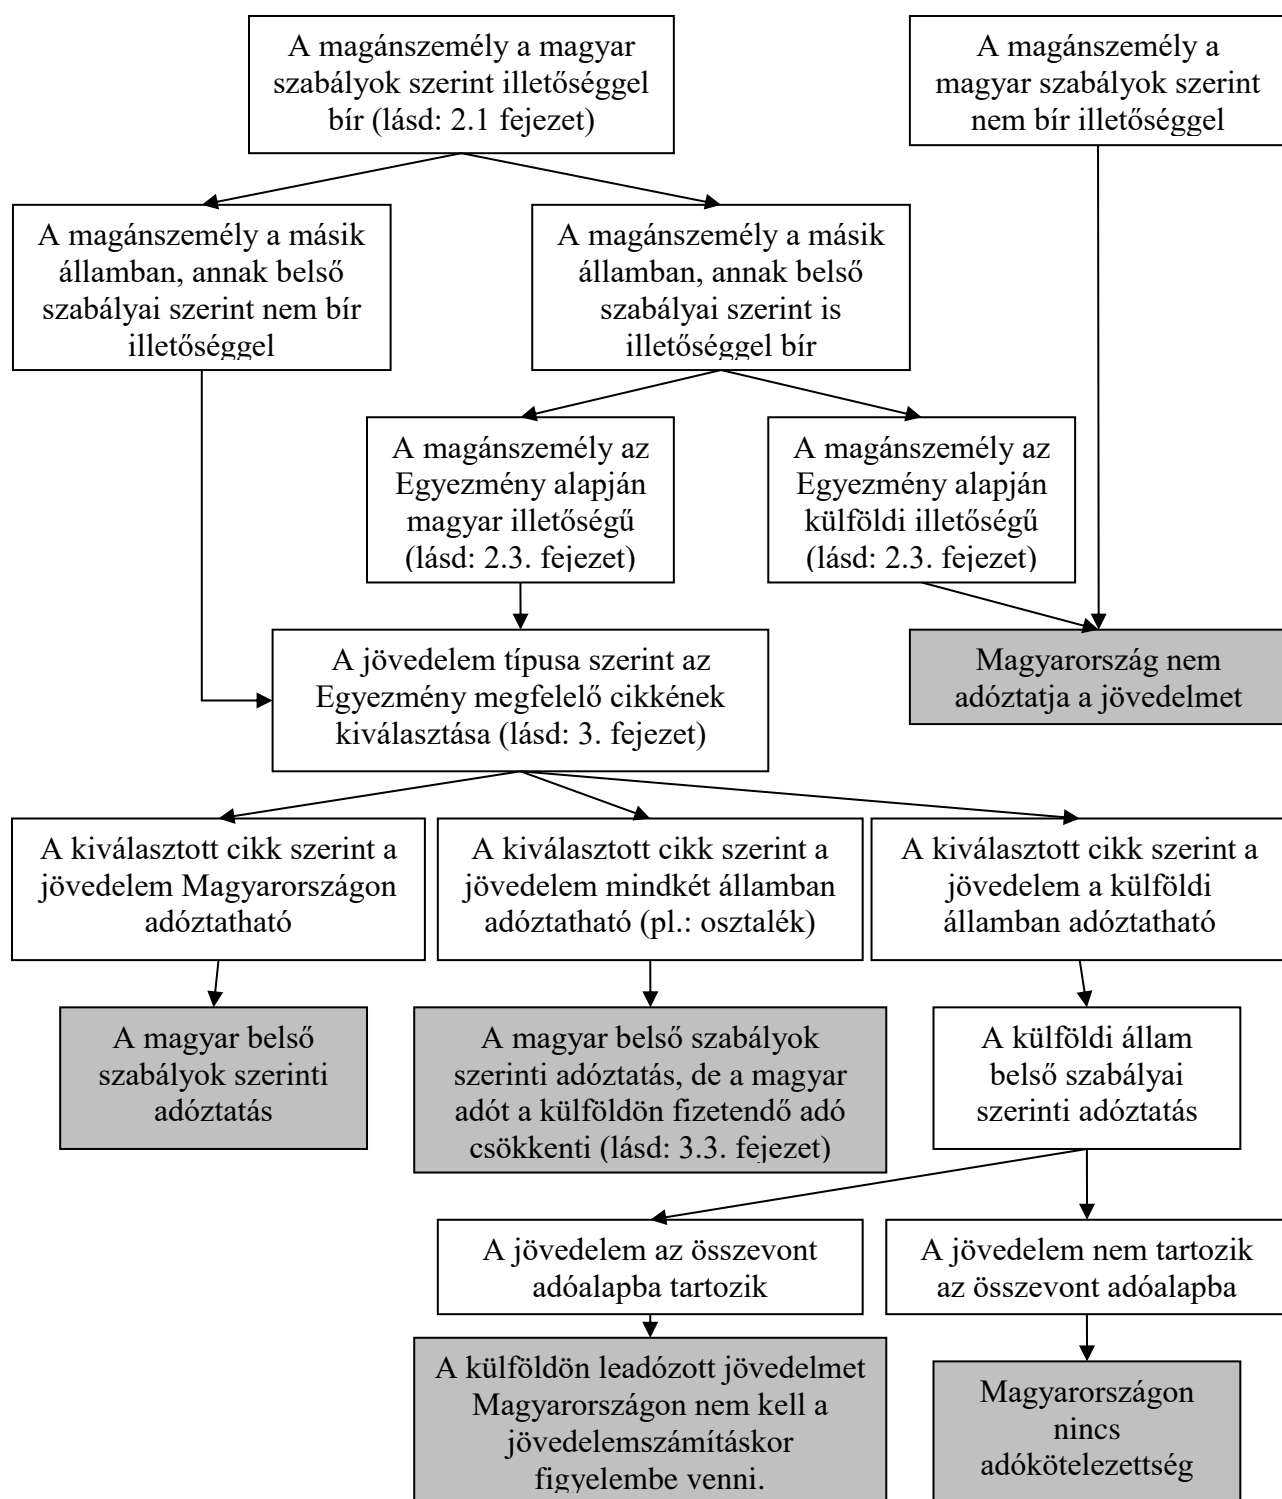 A magánszemély a magyar
szabályok szerint illetőséggel
bír (lásd: 2.1 fejezet)
A magánszemély a
magyar szabályok szerint
nem bír illetőséggel
A magánszemély a másik
államban, annak belső
szabályai szerint nem bír
illetőséggel
A magánszemély a másik
államban, annak belső
szabályai szerint is
illetőséggel bír
A magánszemély az
Egyezmény alapján
magyar illetőségű
(lásd: 2.3. fejezet)
A magánszemély az
Egyezmény alapján
külföldi illetőségű
(lásd: 2.3. fejezet)
A jövedelem típusa szerint az
Egyezmény megfelelő cikkének
kiválasztása (lásd: 3. fejezet)
Magyarország nem
adóztatja a jövedelmet
A kiválasztott cikk szerint a
jövedelem Magyarországon
adóztatható
A kiválasztott cikk szerint a
jövedelem mindkét államban
adóztatható (pl.: osztalék)
A kiválasztott cikk szerint a
jövedelem a külföldi
államban adóztatható
A magyar belső
szabályok szerinti
adóztatás
A magyar belső szabályok
szerinti adóztatás, de a magyar
adót a külföldön fizetendő adó
csökkenti (lásd: 3.3. fejezet)
A külföldi állam
belső szabályai
szerinti adóztatás
A jövedelem az összevont
adóalapba tartozik
A jövedelem nem tartozik
az összevont adóalapba
A külföldön leadózott jövedelmet
Magyarországon nem kell a
jövedelemszámításkor
figyelembe venni.
Magyarországon
nincs
adókötelezettség